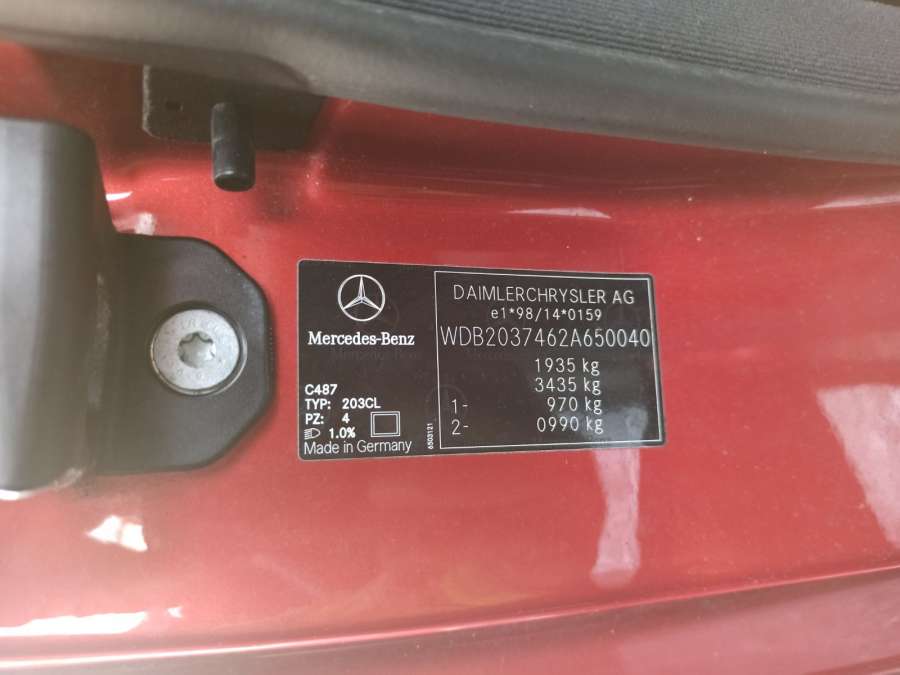 Mercedes-Benz
C487
TYP: 203CL
PZ: 4
1.0%
Made in Germany
6503121
DAIMLERCHRYSLER AG
e1*98/14*0159
WDB2037462A650040
1935 kg
3435 kg
1- 970 kg
2- 0990 kg